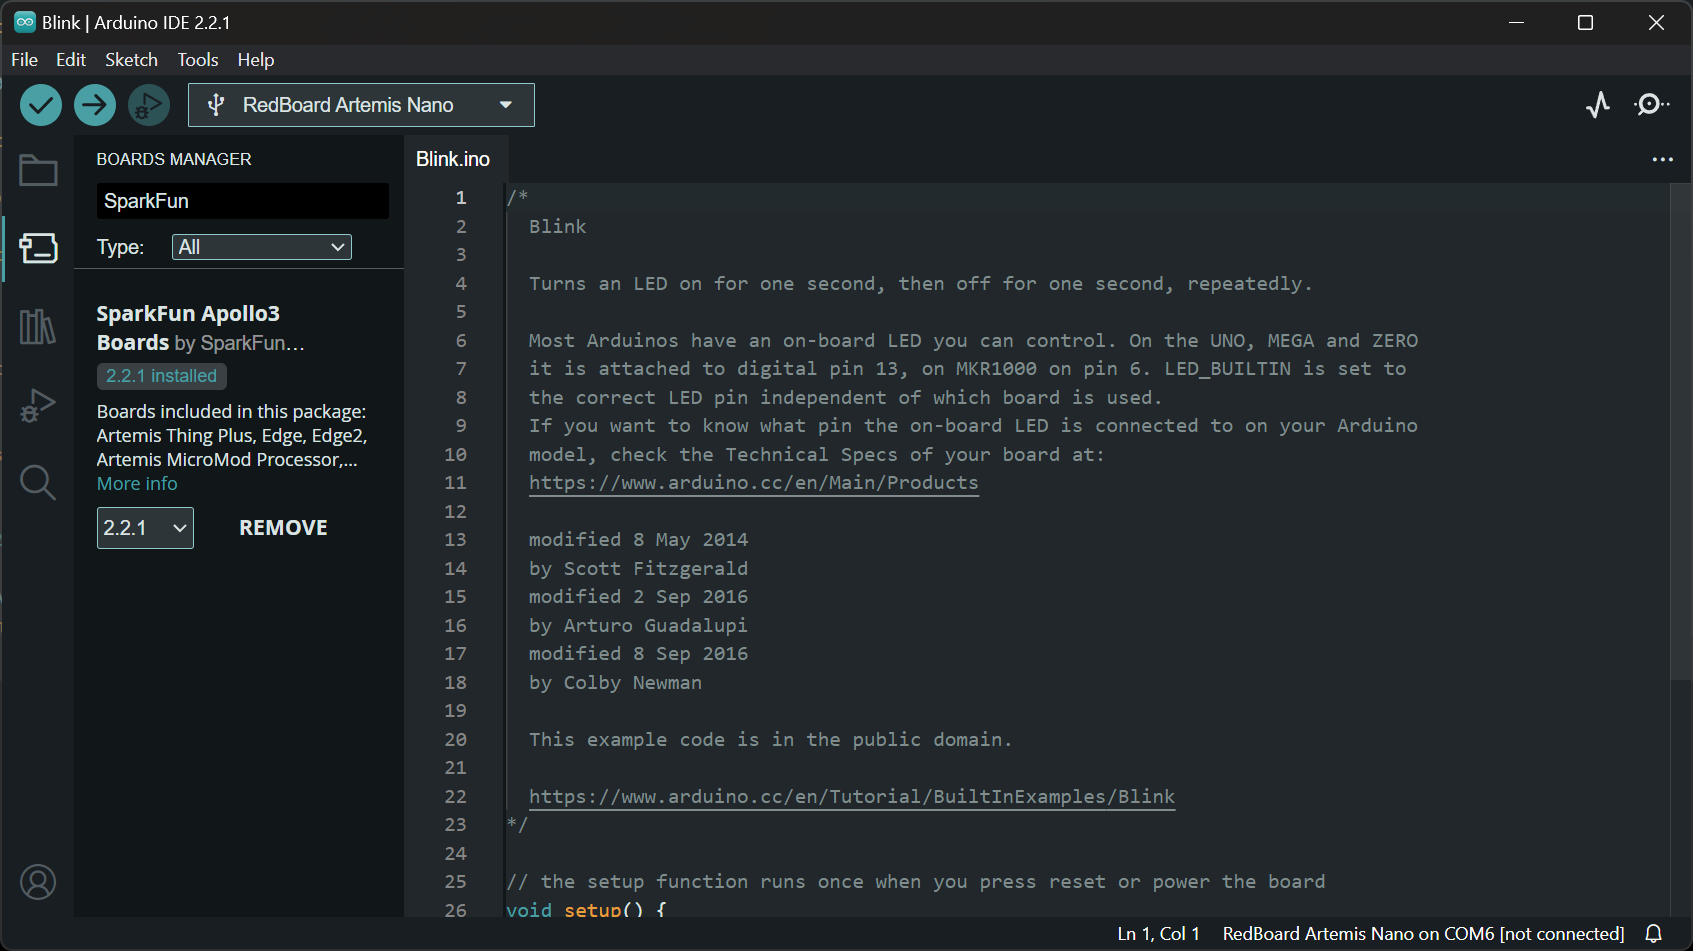 Blink | Arduino IDE 2.2.1
File Edit Sketch Tools Help
RedBoard Artemis Nano
BOARDS MANAGER
SparkFun
Type: All
SparkFun Apollo3
Boards by SparkFun...
2.2.1 installed
Boards included in this package:
Artemis Thing Plus, Edge, Edge2,
Artemis MicroMod Processor,...
More info
2.2.1 REMOVE
Blink.ino
1 /*
2 Blink
3
4 Turns an LED on for one second, then off for one second, repeatedly.
5
6 Most Arduinos have an on-board LED you can control. On the UNO, MEGA and ZERO
7 it is attached to digital pin 13, on MKR1000 on pin 6. LED_BUILTIN is set to
8 the correct LED pin independent of which board is used.
9 If you want to know what pin the on-board LED is connected to on your Arduino
10 model, check the Technical Specs of your board at:
11 https://www.arduino.cc/en/Main/Products
12
13 modified 8 May 2014
14 by Scott Fitzgerald
15 modified 2 Sep 2016
16 by Arturo Guadalupi
17 modified 8 Sep 2016
18 by Colby Newman
19
20 This example code is in the public domain.
21
22 https://www.arduino.cc/en/Tutorial/BuiltInExamples/Blink
23 */
24
25 // the setup function runs once when you press reset or power the board
26 void setup() {
Ln 1, Col 1 RedBoard Artemis Nano on COM6 [not connected]